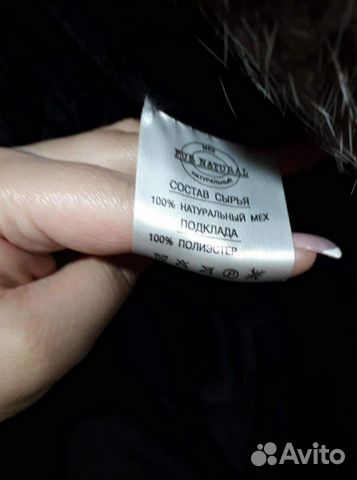 МЕХ
FUR NATURAL
НАТУРАЛЬНЫЙ
СОСТАВ СЫРЬЯ
100% НАТУРАЛЬНЫЙ МЕХ
ПОДКЛАДА
100% ПОЛИЭСТЕР
Avito